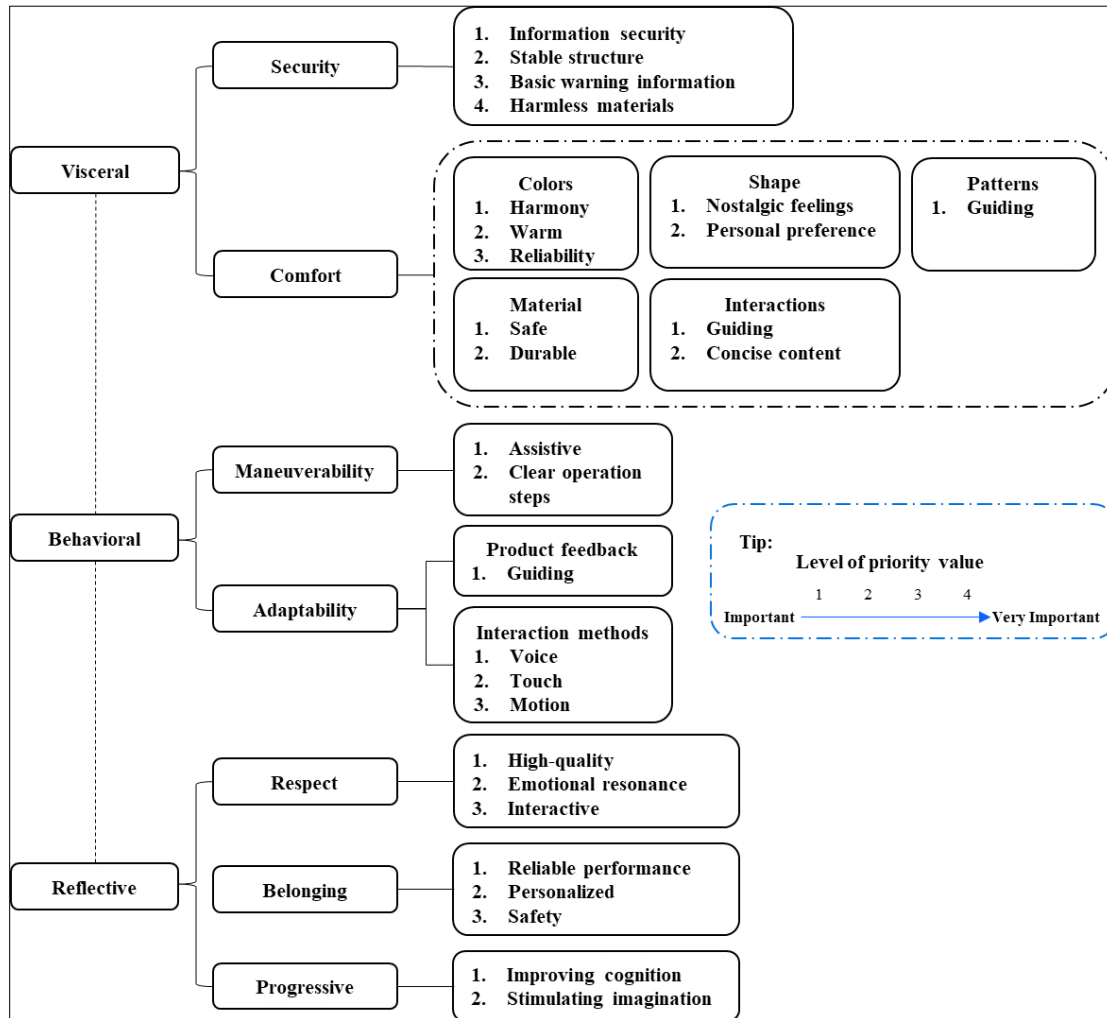 Visceral
Security
1. Information security
2. Stable structure
3. Basic warning information
4. Harmless materials
Comfort
Colors
1. Harmony
2. Warm
3. Reliability
Shape
1. Nostalgic feelings
2. Personal preference
Patterns
1. Guiding
Material
1. Safe
2. Durable
Interactions
1. Guiding
2. Concise content
Behavioral
Maneuverability
1. Assistive
2. Clear operation
steps
Adaptability
Product feedback
1. Guiding
Interaction methods
1. Voice
2. Touch
3. Motion
Tip:
Level of priority value
1 2 3 4
Important Very Important
Reflective
Respect
1. High-quality
2. Emotional resonance
3. Interactive
Belonging
1. Reliable performance
2. Personalized
3. Safety
Progressive
1. Improving cognition
2. Stimulating imagination